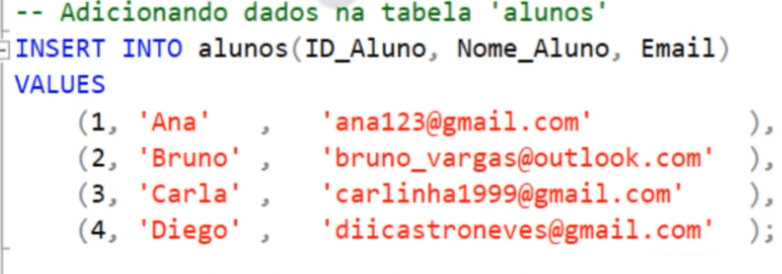 -- Adicionando dados na tabela 'alunos'
INSERT INTO alunos(ID_Aluno, Nome_Aluno, Email)
VALUES
(1, 'Ana' , 'ana123@gmail.com' ),
(2, 'Bruno' , 'bruno_vargas@outlook.com' ),
(3, 'Carla' , 'carlinha1999@gmail.com' ),
(4, 'Diego' , 'diicastroneves@gmail.com' );